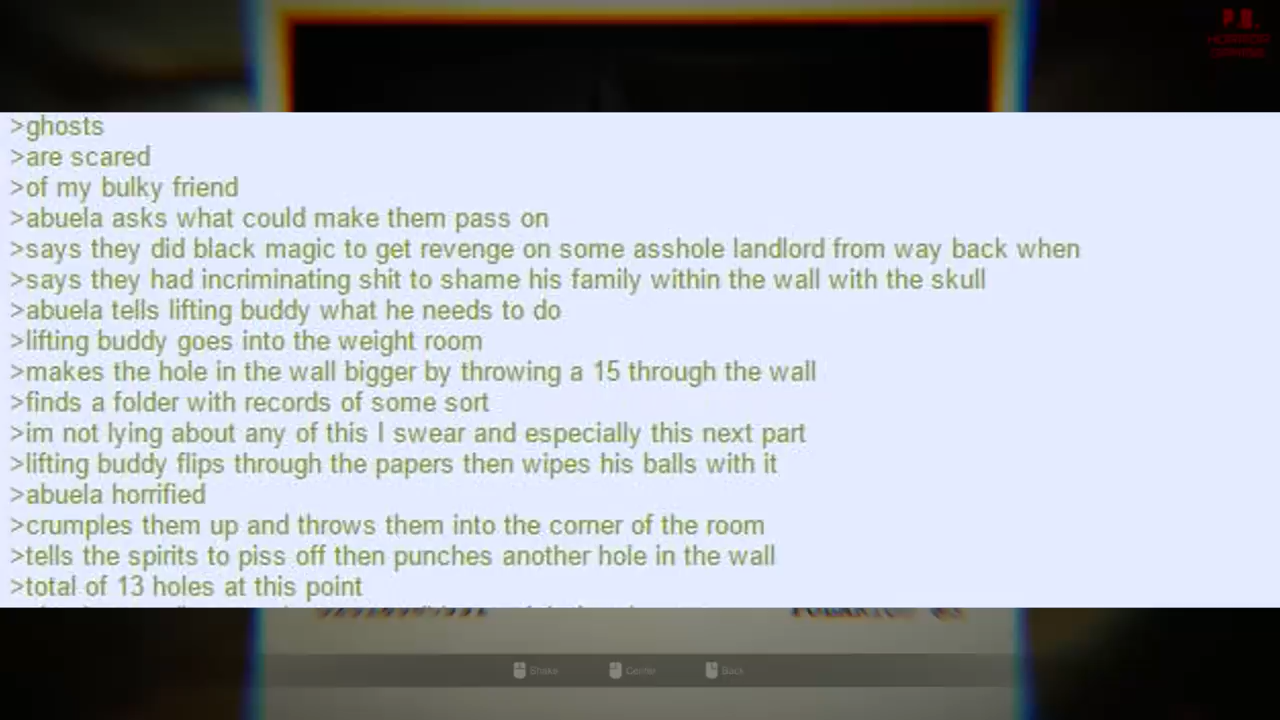 P.Q.
HORROR
>ghosts
>are scared
>of my bulky friend
>abuela asks what could make them pass on
>says they did black magic to get revenge on some asshole landlord from way back when
>says they had incriminating shit to shame his family within the wall with the skull
>abuela tells lifting buddy what he needs to do
>lifting buddy goes into the weight room
>makes the hole in the wall bigger by throwing a 15 through the wall
>finds a folder with records of some sort
>im not lying about any of this I swear and especially this next part
>lifting buddy flips through the papers then wipes his balls with it
>abuela horrified
>crumples them up and throws them into the corner of the room
>tells the spirits to piss off then punches another hole in the wall
>total of 13 holes at this point
Shake Center Back